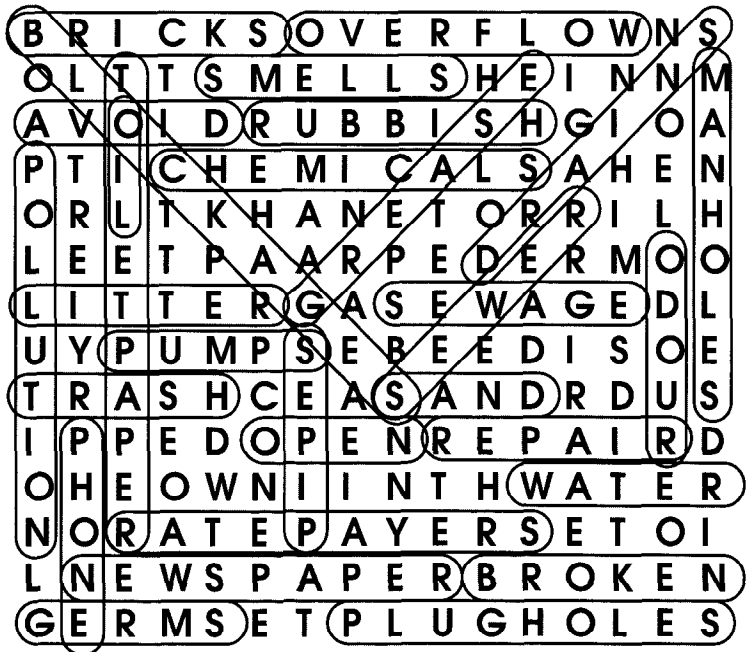 B R I C K S O V E R F L O W N S
O L T T S M E L L S H E I N N M
A V O I D R U B B I S H G I O A
P T I C H E M I C A L S A H E N
O R L T K H A N E T O R R I L H
L E E T P A A R P E D E R M O O
L I T T E R G A S E W A G E D L
U Y P U M P S E B E E D I S O E
T R A S H C E A S A N D R D U S
I P P E D O P E N R E P A I R D
O H E O W N I I N T H W A T E R
N O R A T E P A Y E R S E T O I
L N E W S P A P E R B R O K E N
G E R M S E T P L U G H O L E S